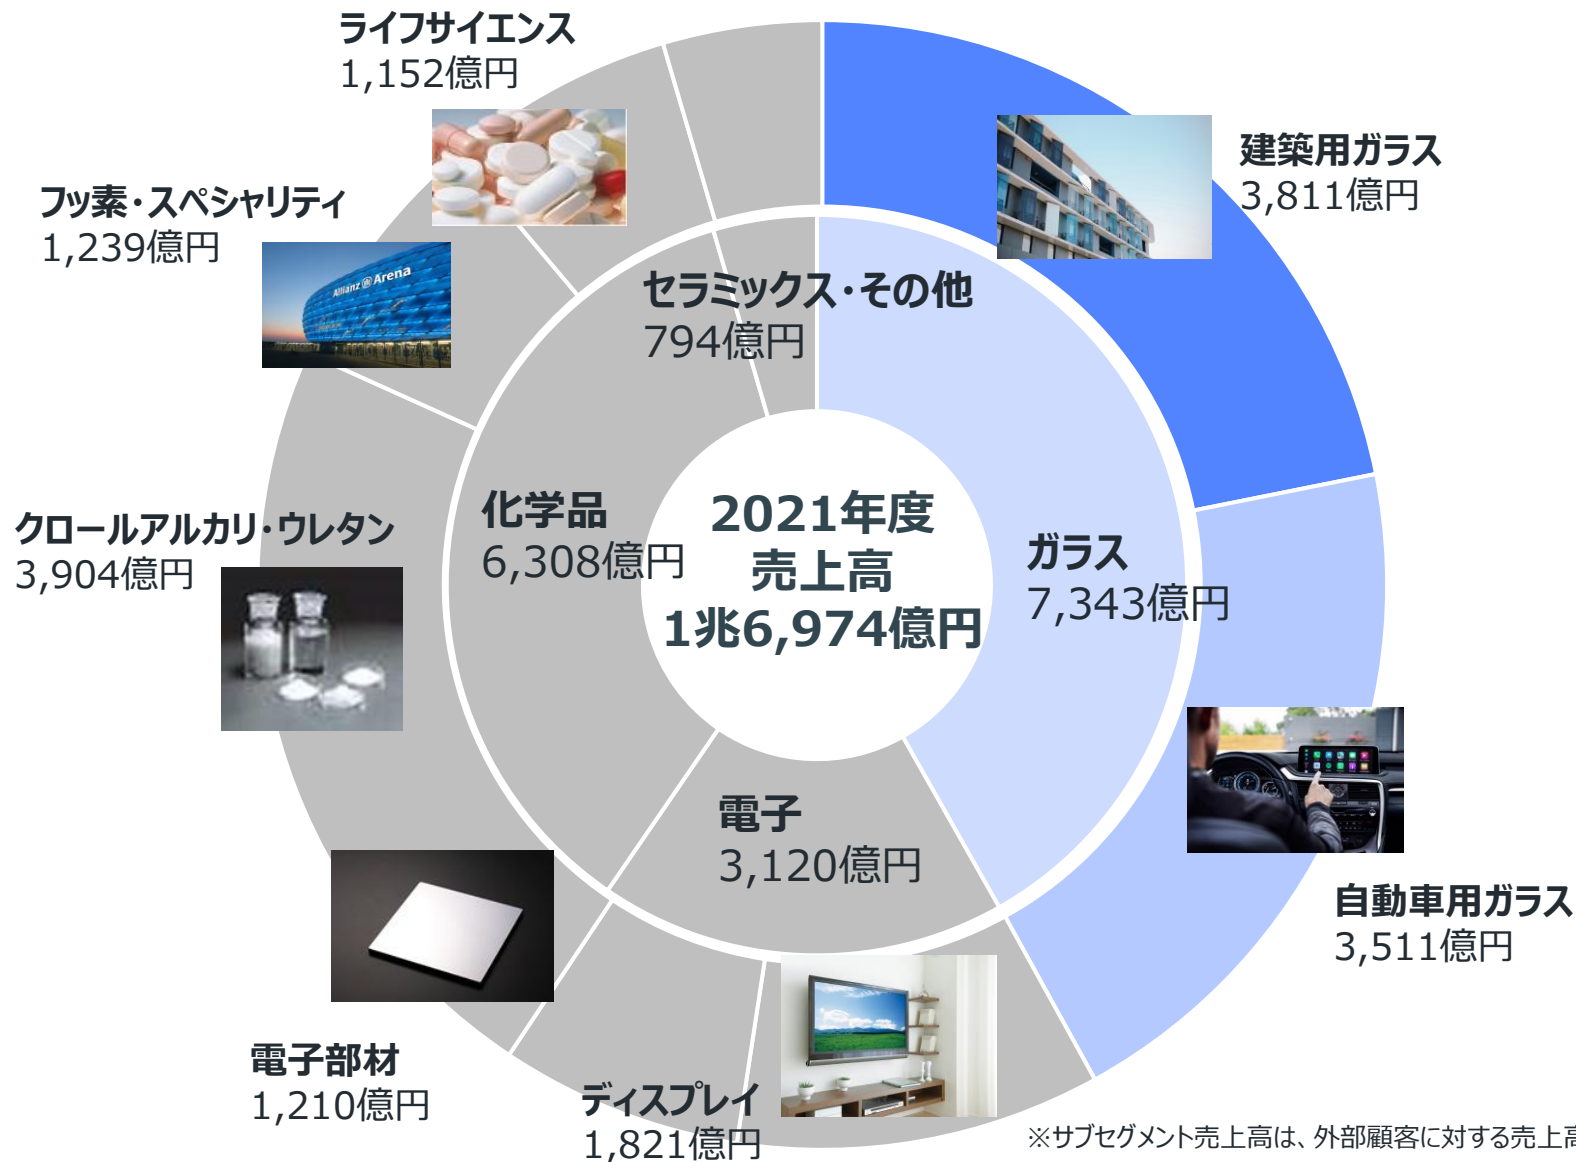 ライフサイエンス
1,152億円
建築用ガラス
3,811億円
フッ素・スペシャリティ
1,239億円
Allianz Arena
セラミックス・その他
794億円
化学品
6,308億円
2021年度
売上高
1兆6,974億円
ガラス
7,343億円
クロールアルカリ・ウレタン
3,904億円
電子
3,120億円
自動車用ガラス
3,511億円
電子部材
1,210億円
ディスプレイ
1,821億円
※サブセグメント売上高は、外部顧客に対する売上高